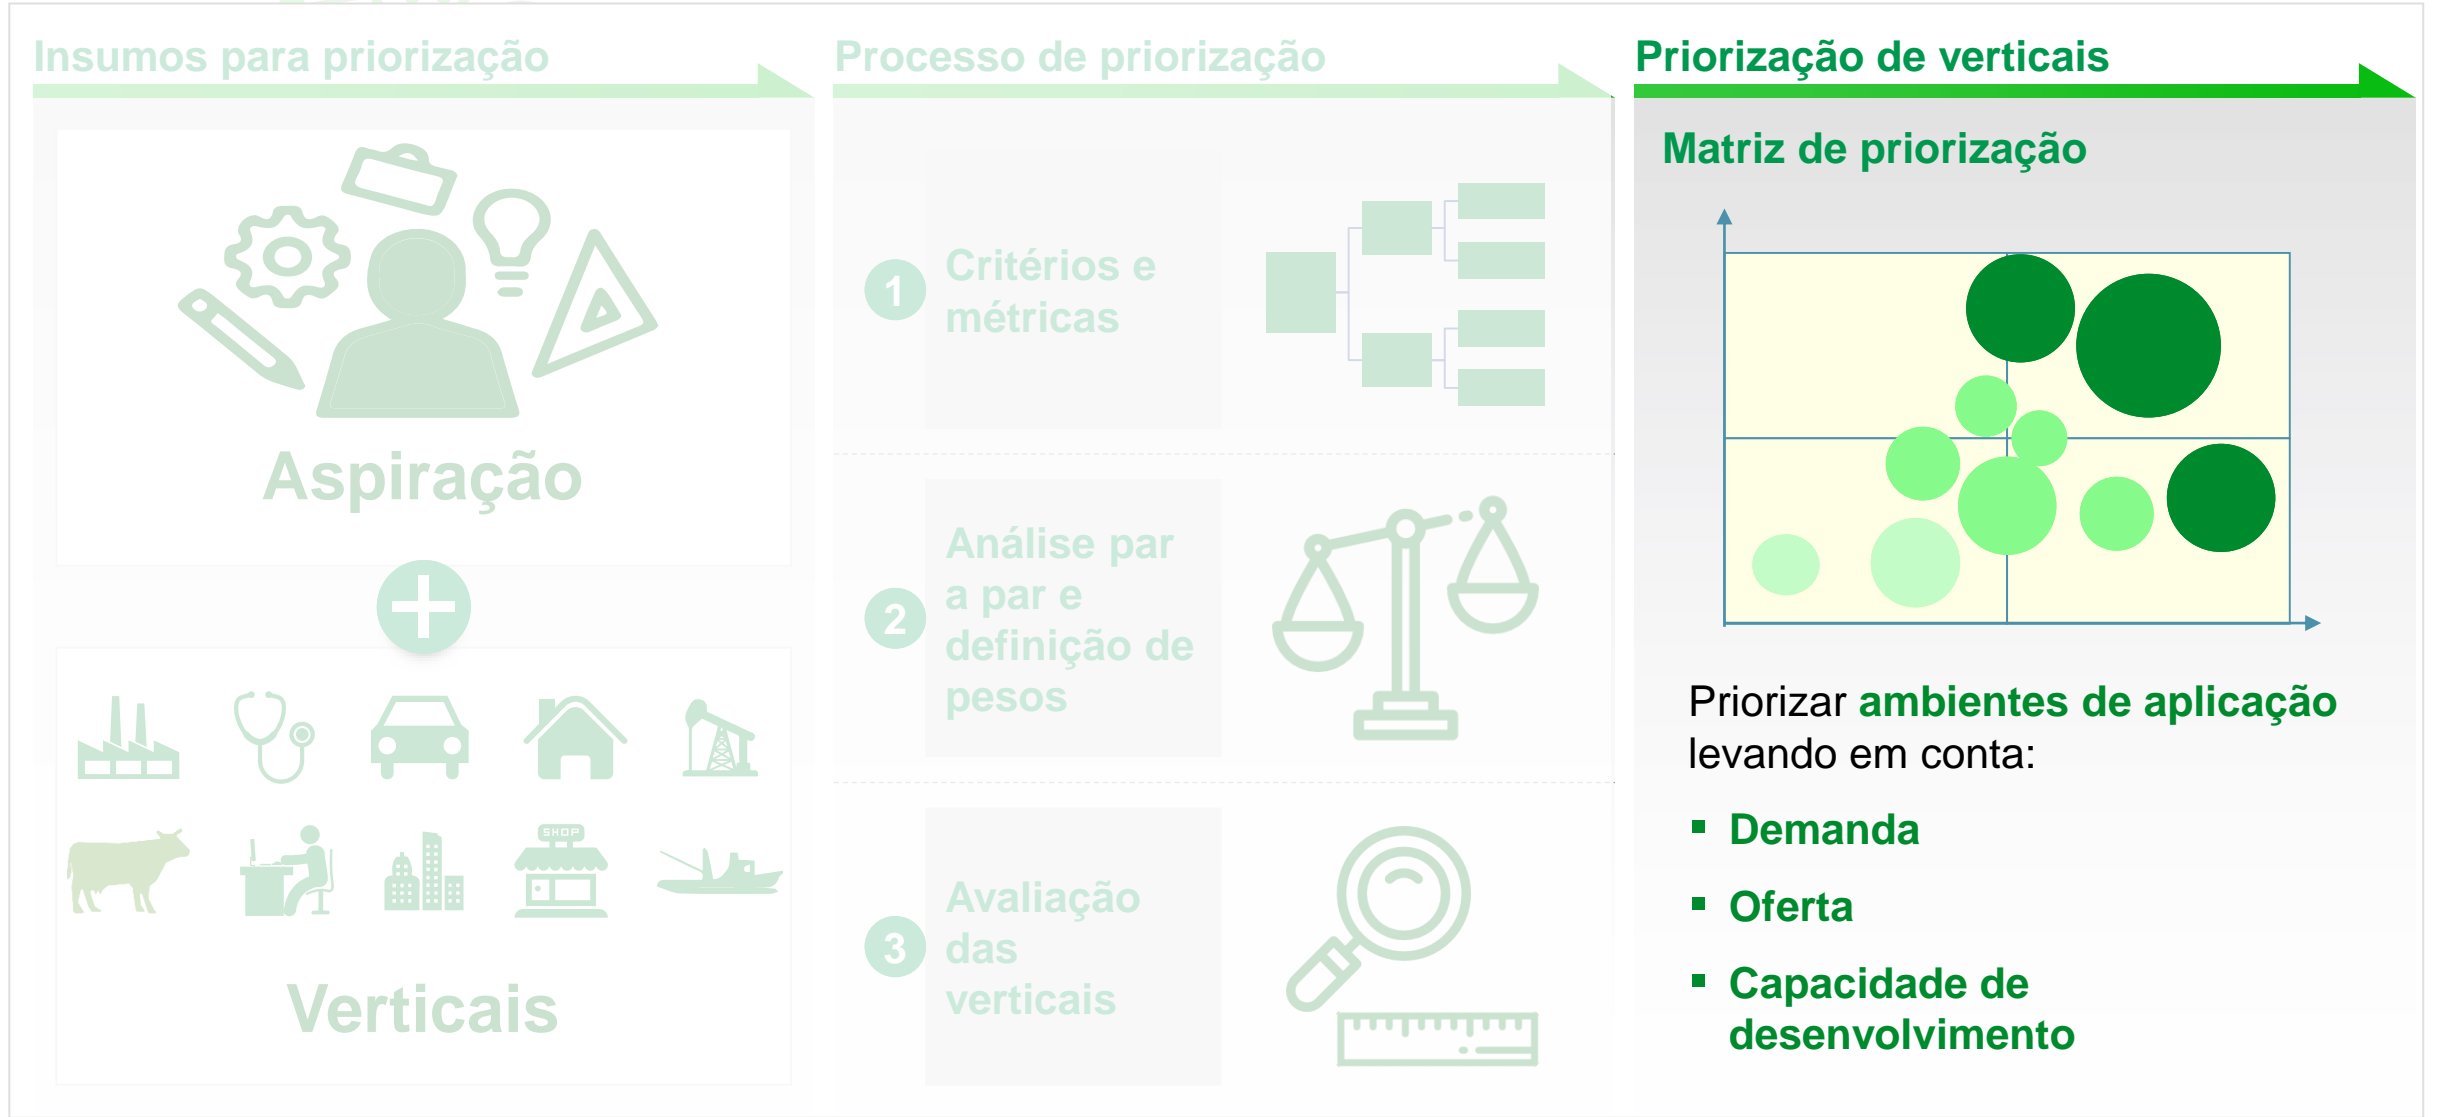 Insumos para priorização
Aspiração
Verticais
SHOP
Processo de priorização
1
Critérios e
métricas
2
Análise par
a par e
definição de
pesos
3
Avaliação
das
verticais
Priorização de verticais
Matriz de priorização
Priorizar ambientes de aplicação
levando em conta:
▪ Demanda
▪ Oferta
▪ Capacidade de
desenvolvimento